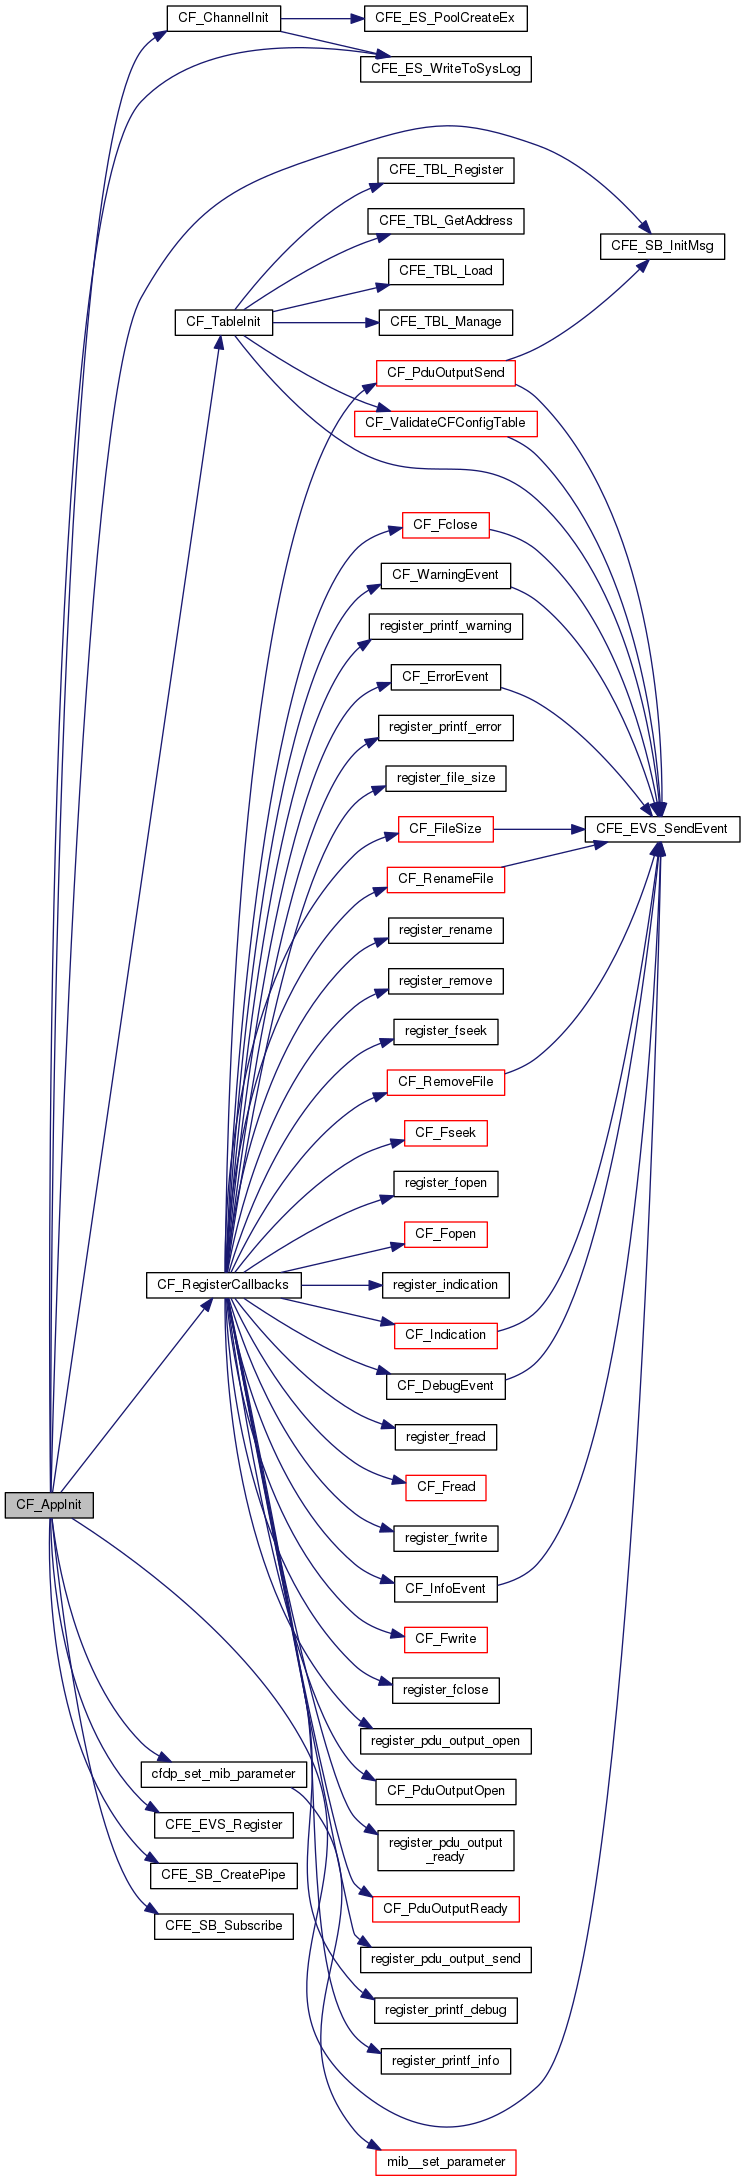 CF_ChannelInit
CFE_ES_PoolCreateEx
CFE_ES_WriteToSysLog
CFE_TBL_Register
CFE_TBL_GetAddress
CFE_SB_InitMsg
CFE_TBL_Load
CF_TableInit
CFE_TBL_Manage
CF_PduOutputSend
CF_ValidateCFConfigTable
CF_Fclose
CF_WarningEvent
register_printf_warning
CF_ErrorEvent
register_printf_error
register_file_size
CF_FileSize
CFE_EVS_SendEvent
CF_RenameFile
register_rename
register_remove
register_fseek
CF_RemoveFile
CF_Fseek
register_fopen
CF_Fopen
CF_RegisterCallbacks
register_indication
CF_Indication
CF_DebugEvent
register_fread
CF_Fread
CF_AppInit
register_fwrite
CF_InfoEvent
CF_Fwrite
register_fclose
register_pdu_output_open
cfdp_set_mib_parameter
CF_PduOutputOpen
CFE_EVS_Register
register_pdu_output
_ready
CFE_SB_CreatePipe
CF_PduOutputReady
CFE_SB_Subscribe
register_pdu_output_send
register_printf_debug
register_printf_info
mib__set_parameter